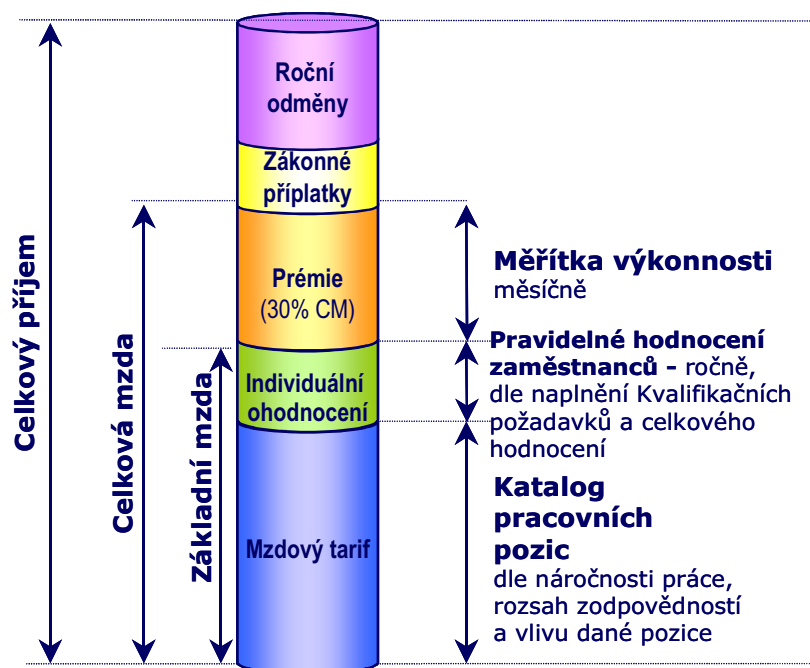 Celkový příjem
Celková mzda
Základní mzda
Roční
odměny
Zákonné
příplatky
Prémie
(30% CM)
Individuální
ohodnocení
Mzdový tarif
Měřítka výkonnosti
měsíčně
Pravidelné hodnocení
zaměstnanců - ročně,
dle naplnění Kvalifikačních
požadavků a celkového
hodnocení
Katalog
pracovních
pozic
dle náročnosti práce,
rozsah zodpovědností
a vlivu dané pozice